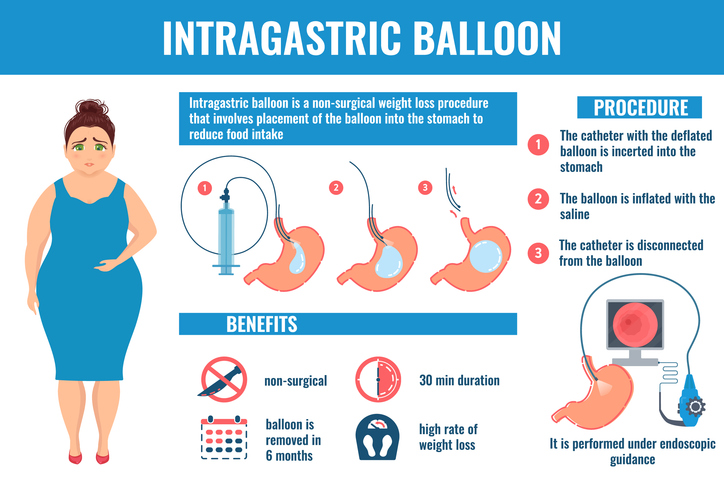 INTRAGASTRIC BALLOON
Intragastric balloon is a non-surgical weight loss procedure
that involves placement of the balloon into the stomach to
reduce food intake
1
2
3
BENEFITS
non-surgical
30 min duration
balloon is
removed in
6 months
high rate of
weight loss
PROCEDURE
1
The catheter with the deflated
balloon is incerted into the
stomach
2
The balloon is inflated with the
saline
3
The catheter is disconnected
from the balloon
It is performed under endoscopic
guidance